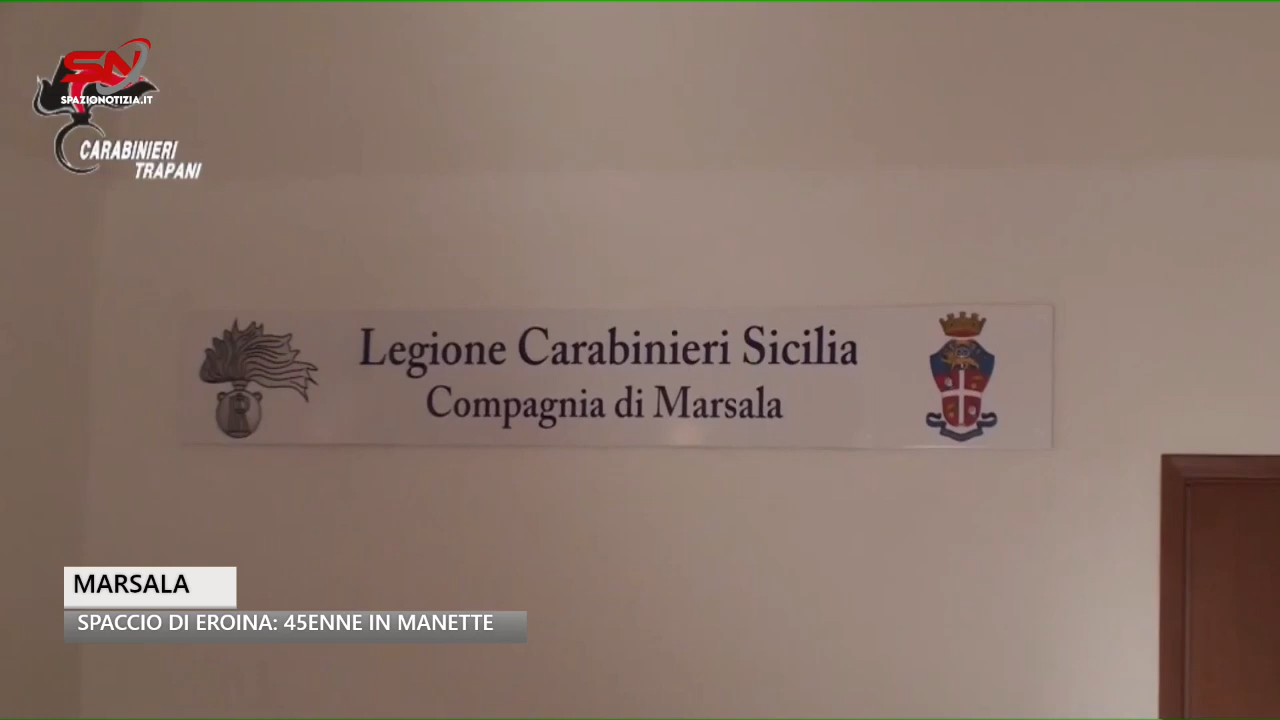 SN
SPAZIONOTIZIA.IT
CARABINIERI
TRAPANI
Legione Carabinieri Sicilia
Compagnia di Marsala
MARSALA
SPACCIO DI EROINA: 45ENNE IN MANETTE